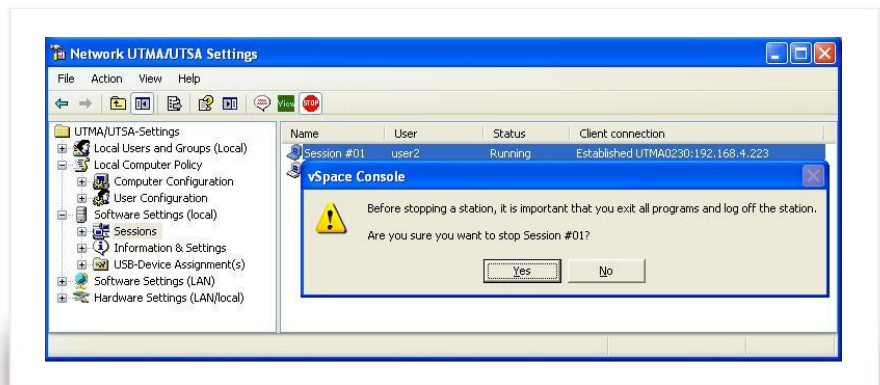 Network UTMA/UTSA Settings
File Action View Help
View STOP
UTMA/UTSA-Settings
Local Users and Groups (Local)
Local Computer Policy
Computer Configuration
User Configuration
Software Settings (local)
Sessions
Information & Settings
USB-Device Assignment(s)
Software Settings (LAN)
Hardware Settings (LAN/local)
Name User Status Client connection
Session #01 user2 Running Established UTMA0230:192.168.4.223
vSpace Console
Before stopping a station, it is important that you exit all programs and log off the station.
Are you sure you want to stop Session #01?
Yes No